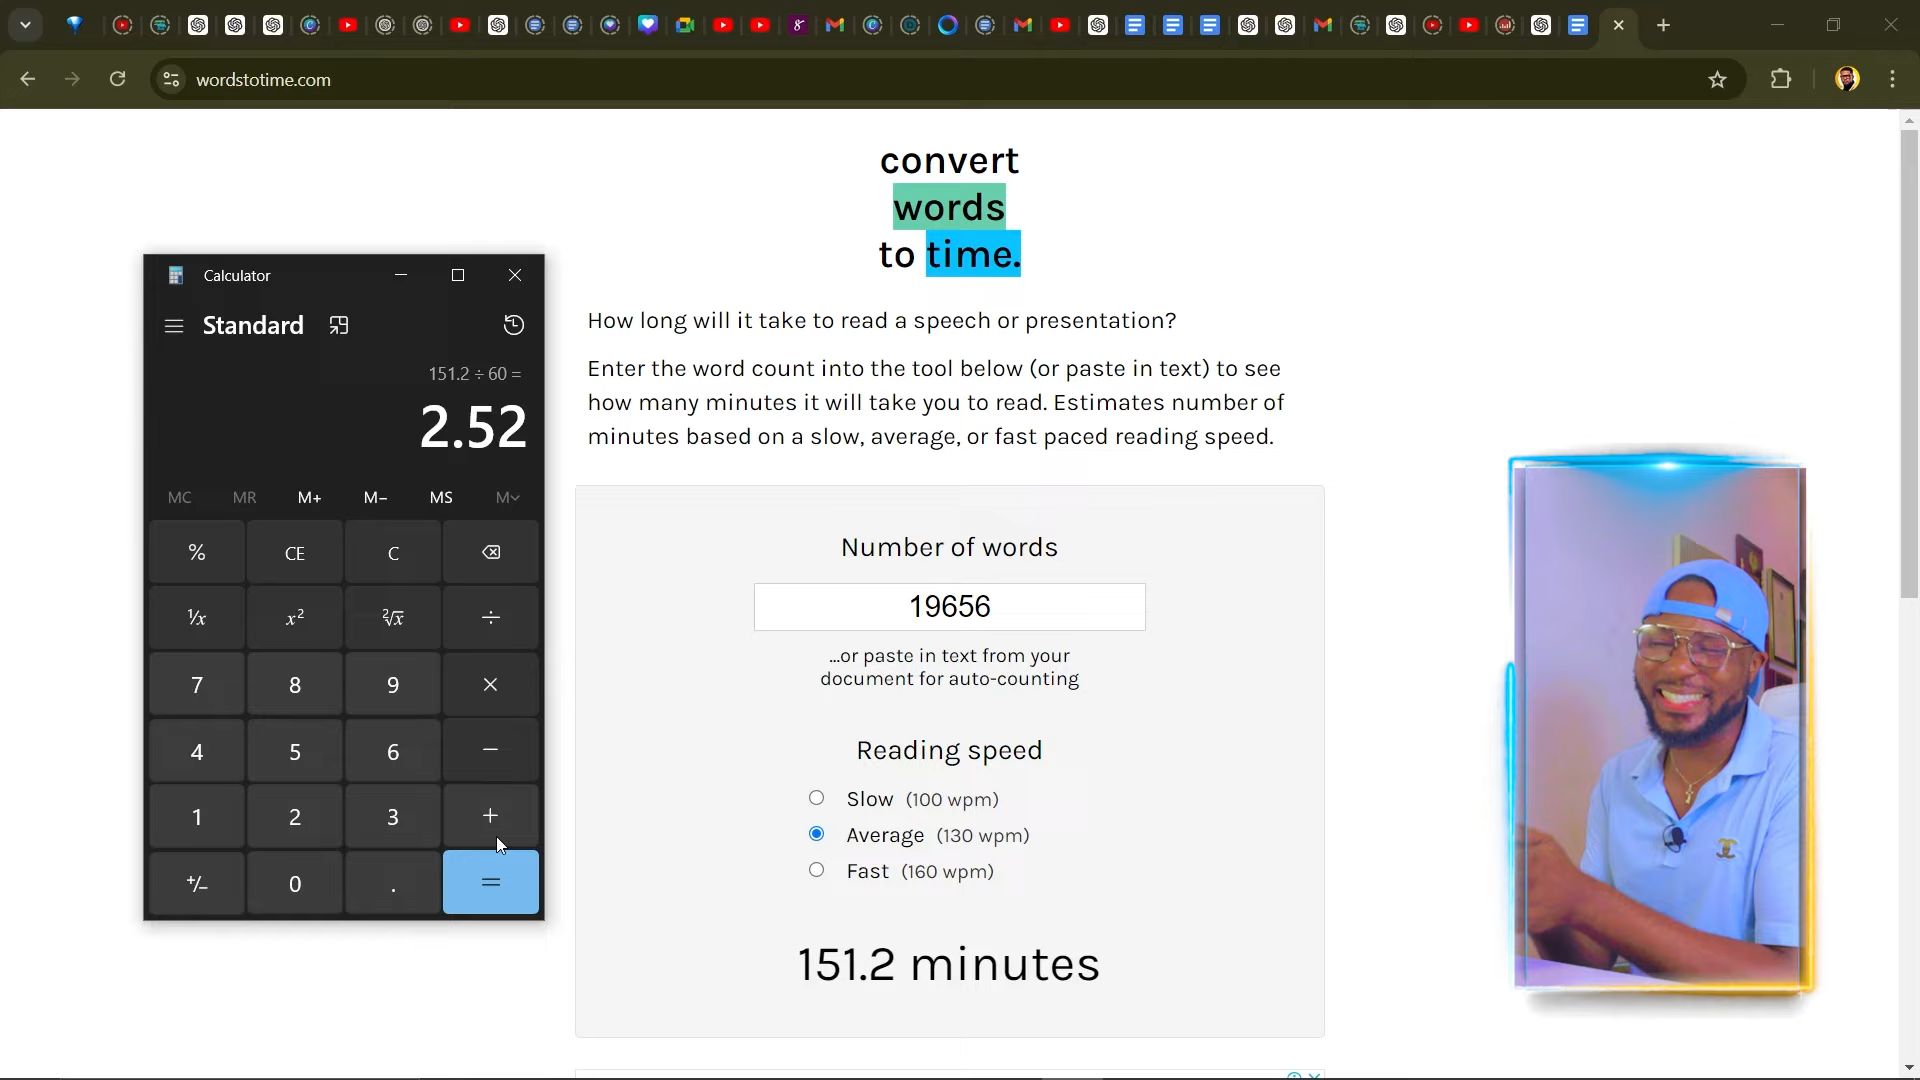 wordstotime.com
convert
words
to time.
How long will it take to read a speech or presentation?
Enter the word count into the tool below (or paste in text) to see
how many minutes it will take you to read. Estimates number of
minutes based on a slow, average, or fast paced reading speed.
Calculator
Standard
151.2 ÷ 60 =
2.52
MC MR M+ M− MS M˅
% CE C
¹/x x² ²√x ÷
7 8 9 ×
4 5 6 −
1 2 3 +
+/− 0 . =
Number of words
19656
...or paste in text from your
document for auto-counting
Reading speed
Slow (100 wpm)
Average (130 wpm)
Fast (160 wpm)
151.2 minutes